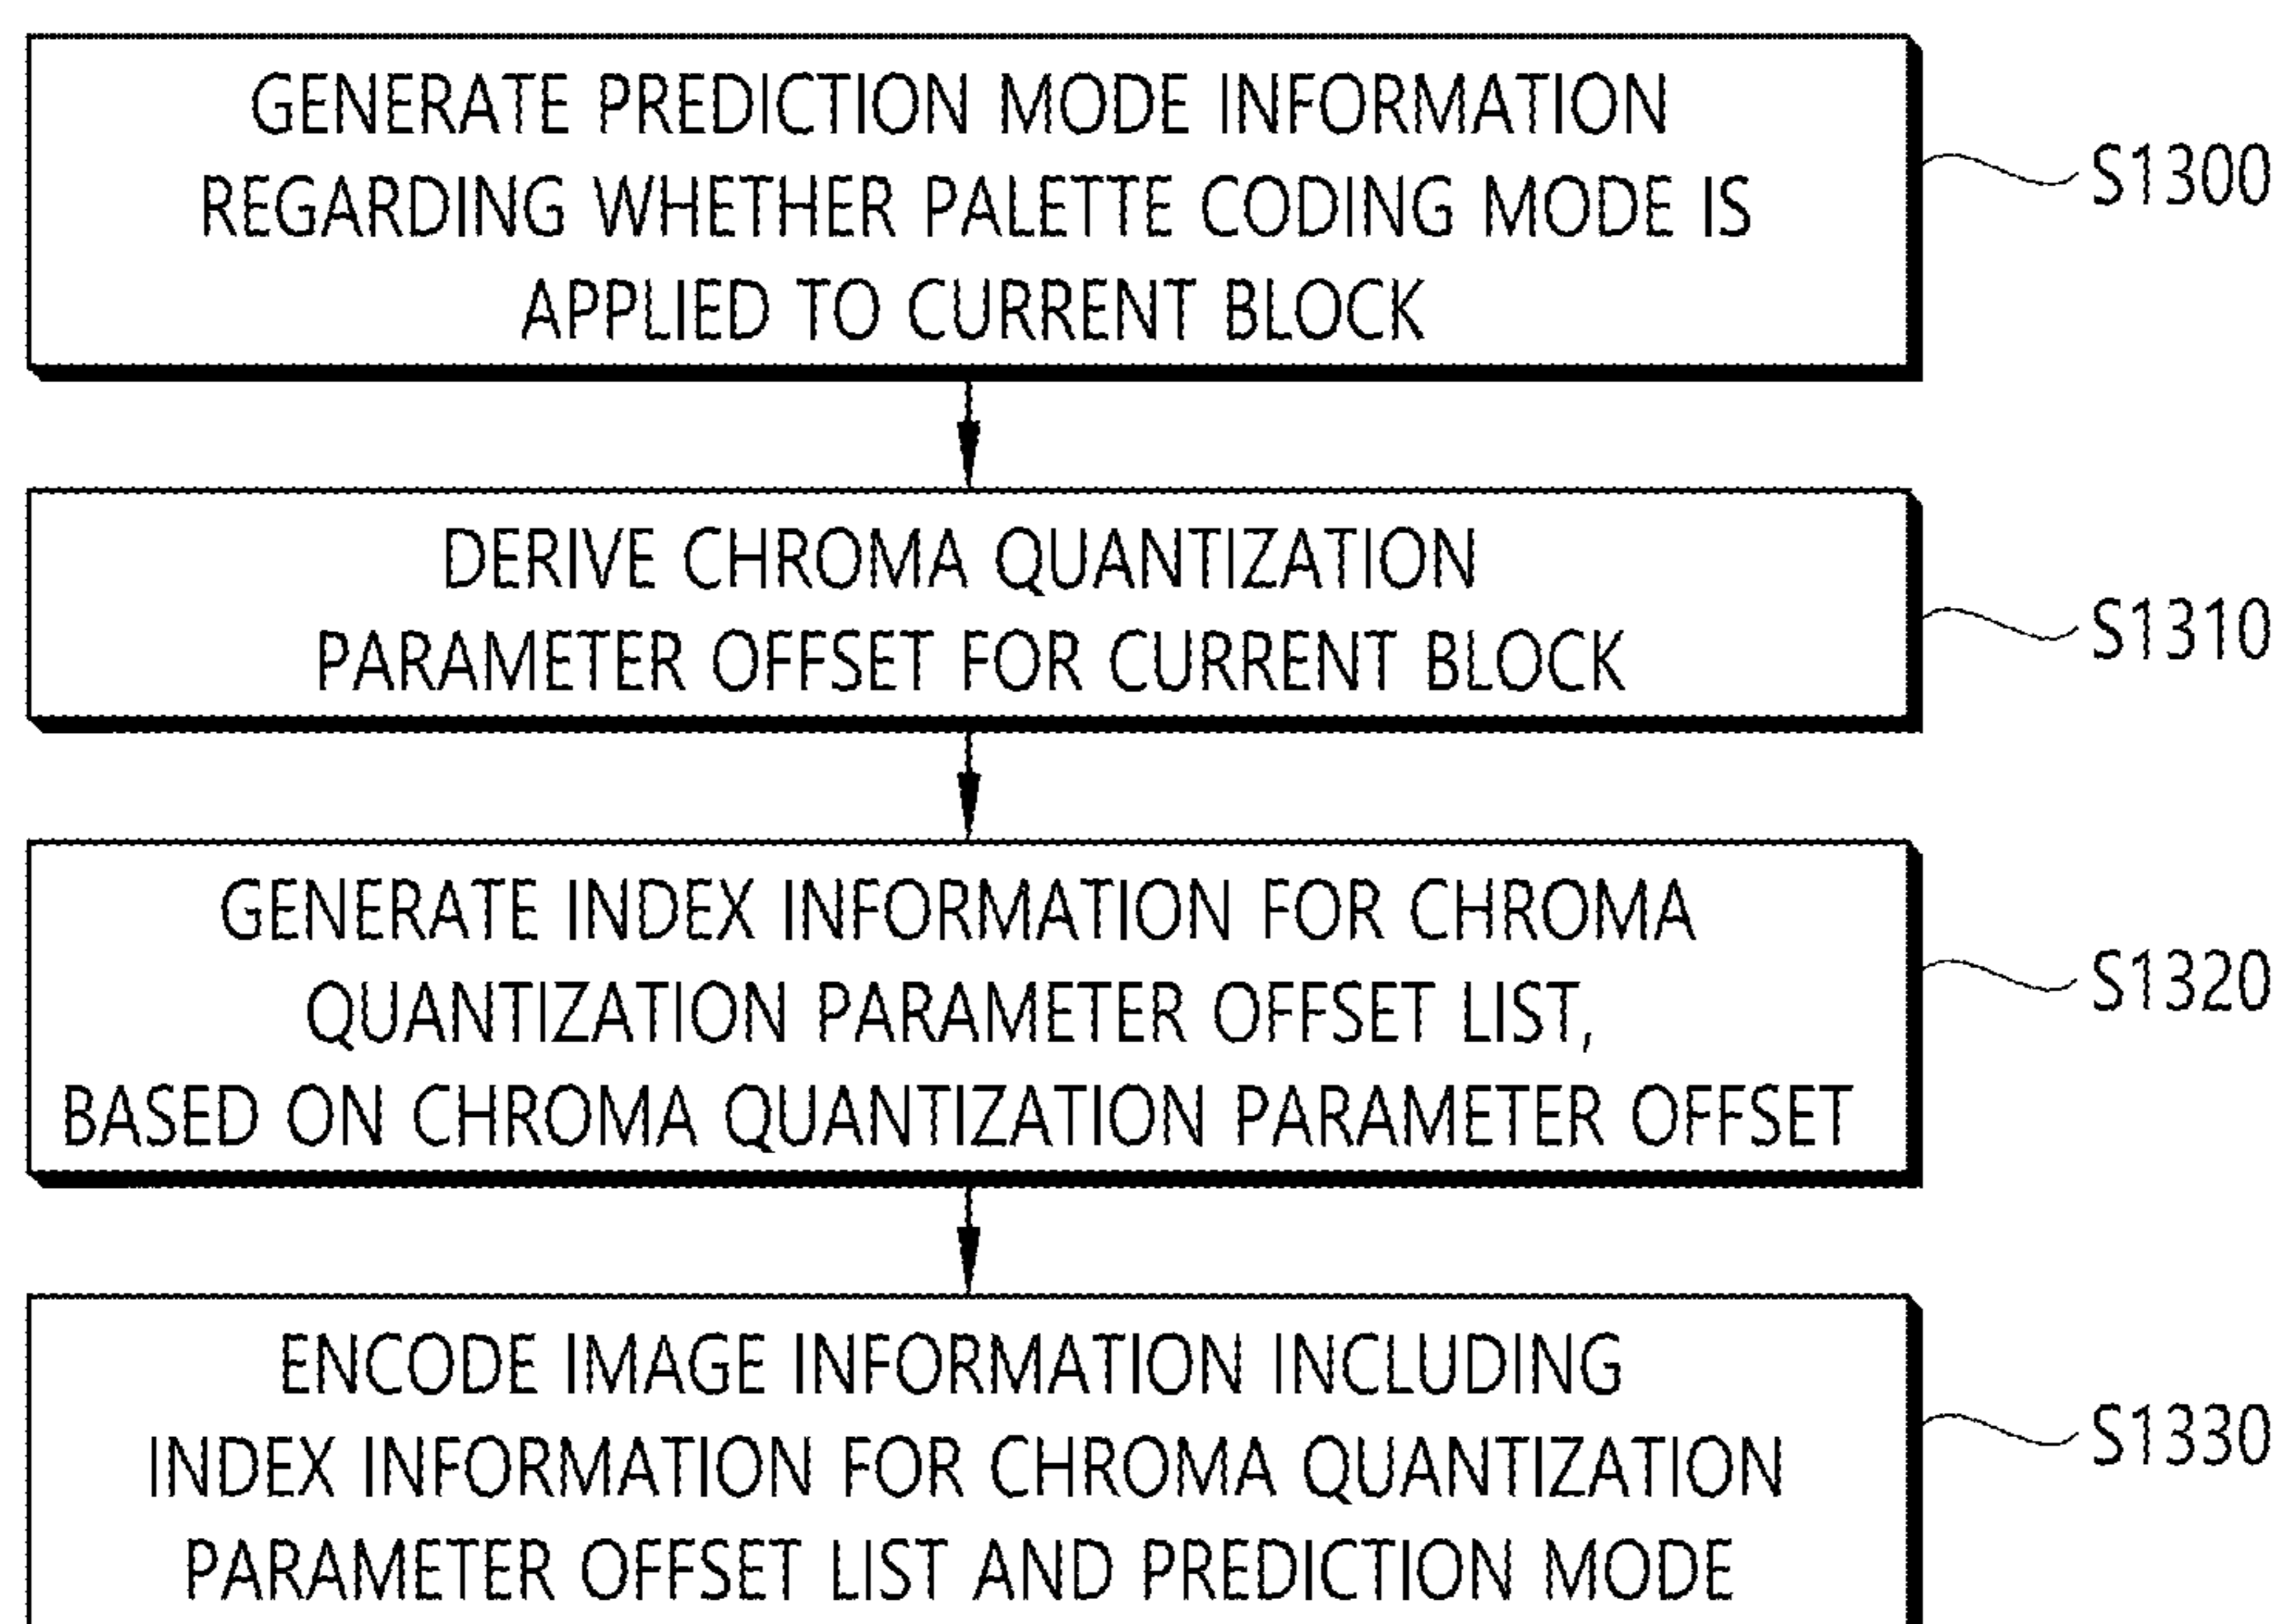 GENERATE PREDICTION MODE INFORMATION
REGARDING WHETHER PALETTE CODING MODE IS
APPLIED TO CURRENT BLOCK
S1300
DERIVE CHROMA QUANTIZATION
PARAMETER OFFSET FOR CURRENT BLOCK
S1310
GENERATE INDEX INFORMATION FOR CHROMA
QUANTIZATION PARAMETER OFFSET LIST,
BASED ON CHROMA QUANTIZATION PARAMETER OFFSET
S1320
ENCODE IMAGE INFORMATION INCLUDING
INDEX INFORMATION FOR CHROMA QUANTIZATION
PARAMETER OFFSET LIST AND PREDICTION MODE
S1330